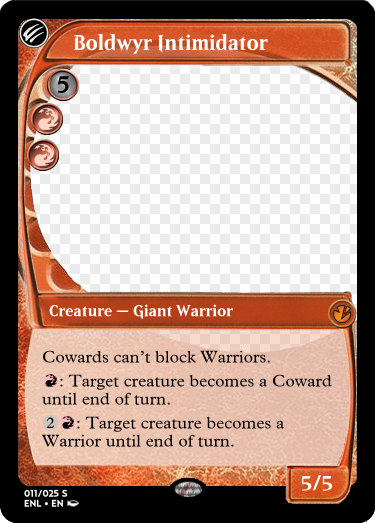 Boldwyr Intimidator
5
Creature — Giant Warrior
Cowards can't block Warriors.
: Target creature becomes a Coward
until end of turn.
2 : Target creature becomes a
Warrior until end of turn.
5/5
011/025 S
ENL • EN